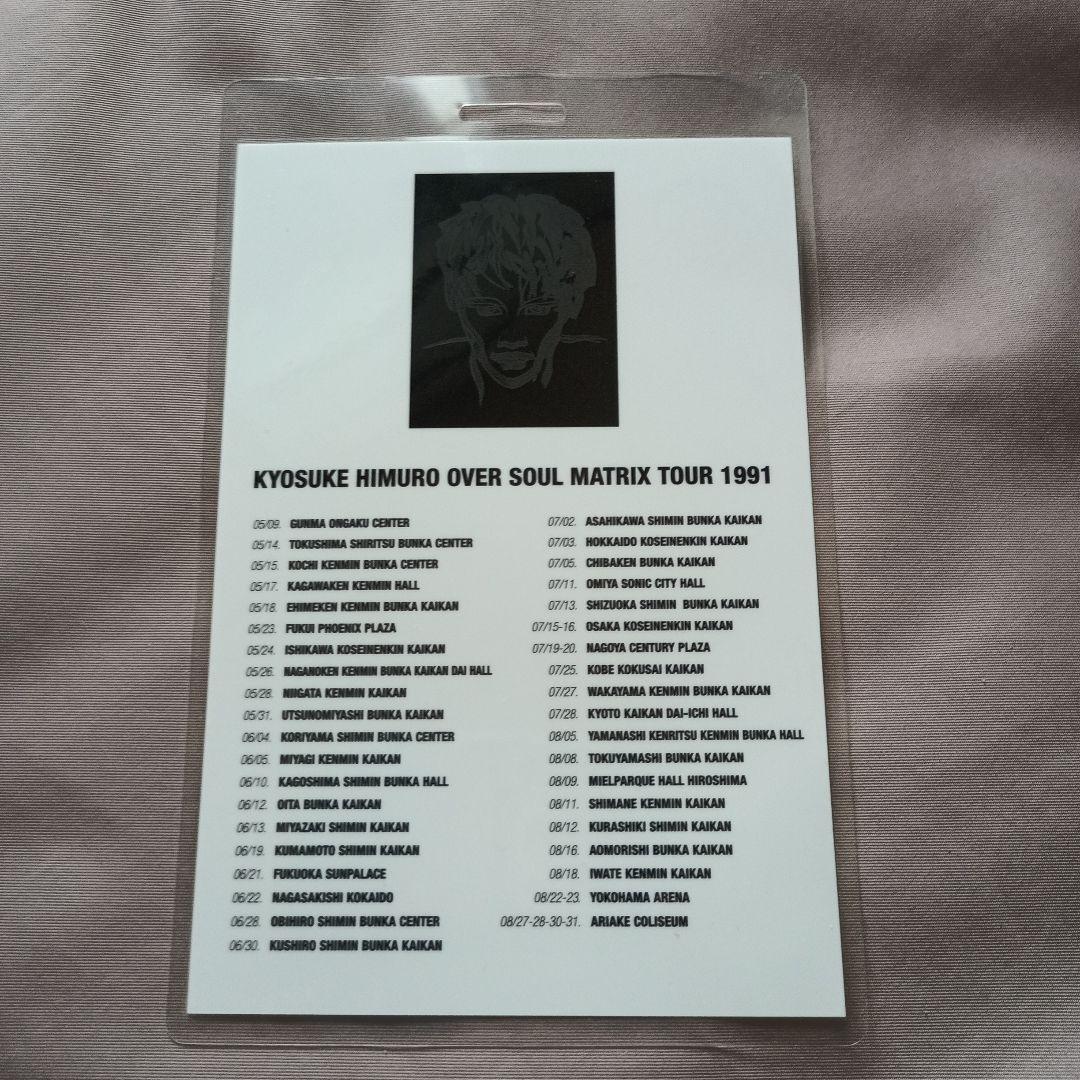 KYOSUKE HIMURO OVER SOUL MATRIX TOUR 1991
05/09. GUNMA ONGAKU CENTER
05/14. TOKUSHIMA SHIRITSU BUNKA CENTER
05/15. KOCHI KENMIN BUNKA CENTER
05/17. KAGAWAKEN KENMIN HALL
05/18. EHIMEKEN KENMIN BUNKA KAIKAN
05/23. FUKUI PHOENIX PLAZA
05/24. ISHIKAWA KOSEINENKIN KAIKAN
05/26. NAGANOKEN KENMIN BUNKA KAIKAN DAI HALL
05/28. NIIGATA KENMIN KAIKAN
05/31. UTSUNOMIYASHI BUNKA KAIKAN
06/04. KORIYAMA SHIMIN BUNKA CENTER
06/05. MIYAGI KENMIN KAIKAN
06/10. KAGOSHIMA SHIMIN BUNKA HALL
06/12. OITA BUNKA KAIKAN
06/13. MIYAZAKI SHIMIN KAIKAN
06/19. KUMAMOTO SHIMIN KAIKAN
06/21. FUKUOKA SUNPALACE
06/22. NAGASAKISHI KOKAIDO
06/28. OBIHIRO SHIMIN BUNKA CENTER
06/30. KUSHIRO SHIMIN BUNKA KAIKAN
07/02. ASAHIKAWA SHIMIN BUNKA KAIKAN
07/03. HOKKAIDO KOSEINENKIN KAIKAN
07/05. CHIBAKEN BUNKA KAIKAN
07/11. OMIYA SONIC CITY HALL
07/13. SHIZUOKA SHIMIN BUNKA KAIKAN
07/15-16. OSAKA KOSEINENKIN KAIKAN
07/19-20. NAGOYA CENTURY PLAZA
07/25. KOBE KOKUSAI KAIKAN
07/27. WAKAYAMA KENMIN BUNKA KAIKAN
07/28. KYOTO KAIKAN DAI-ICHI HALL
08/05. YAMANASHI KENRITSU KENMIN BUNKA HALL
08/08. TOKUYAMASHI BUNKA KAIKAN
08/09. MIELPARQUE HALL HIROSHIMA
08/11. SHIMANE KENMIN KAIKAN
08/12. KURASHIKI SHIMIN KAIKAN
08/16. AOMORISHI BUNKA KAIKAN
08/18. IWATE KENMIN KAIKAN
08/22-23. YOKOHAMA ARENA
08/27-28-30-31. ARIAKE COLISEUM